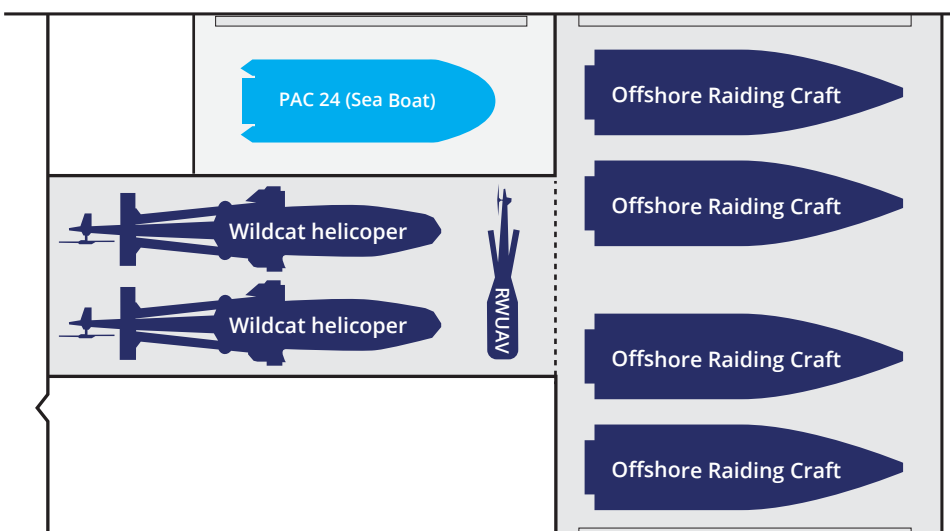 PAC 24 (Sea Boat)
Offshore Raiding Craft
Offshore Raiding Craft
Wildcat helicoper
RWUAV
Wildcat helicoper
Offshore Raiding Craft
Offshore Raiding Craft